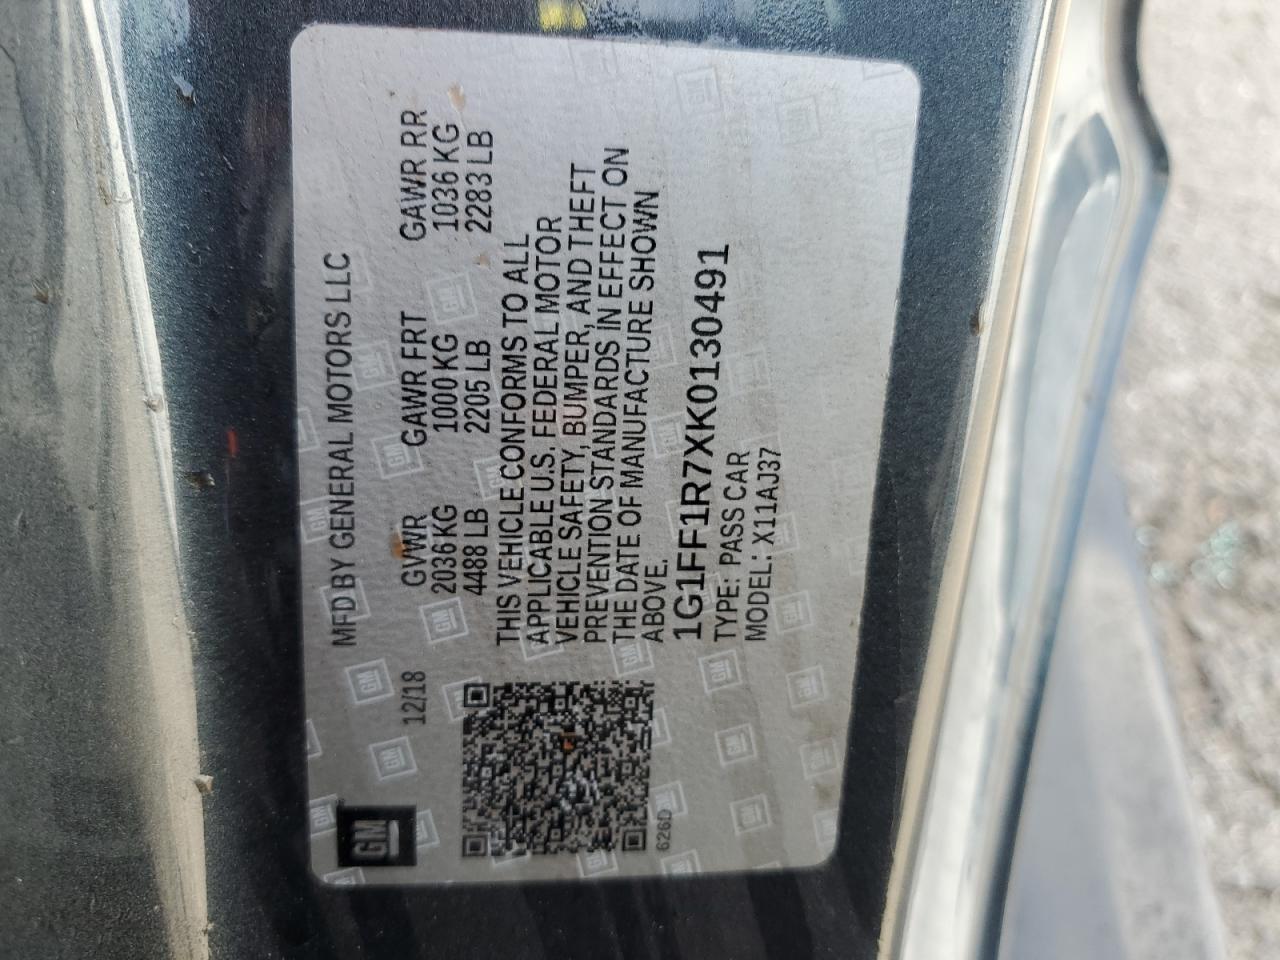 MFD BY GENERAL MOTORS LLC
12/18 GVWR GAWR FRT GAWR RR
2036 KG 1000 KG 1036 KG
4488 LB 2205 LB 2283 LB
THIS VEHICLE CONFORMS TO ALL
APPLICABLE U.S. FEDERAL MOTOR
VEHICLE SAFETY, BUMPER, AND THEFT
PREVENTION STANDARDS IN EFFECT ON
THE DATE OF MANUFACTURE SHOWN
ABOVE.
1G1FF1R7XK0130491
TYPE: PASS CAR
MODEL: X11AJ37
GM
626D